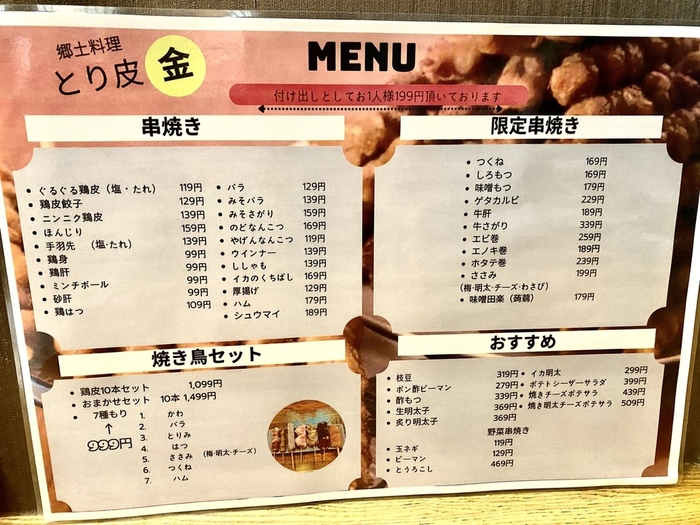 郷土料理
とり皮 金
MENU
付け出しとしてお1人様199円頂いております
串焼き
• ぐるぐる鶏皮（塩・たれ） 119円
• 鶏皮餃子 129円
• ニンニク鶏皮 139円
• ほんじり 159円
• 手羽先 （塩･たれ） 139円
• 鶏身 99円
• 鶏肝 99円
• ミンチボール 99円
• 砂肝 99円
• 鶏はつ 109円
• バラ 129円
• みそバラ 139円
• みそさがり 159円
• のどなんこつ 169円
• やげんなんこつ 119円
• ウインナー 139円
• ししゃも 139円
• イカのくちばし 169円
• 厚揚げ 129円
• ハム 179円
• シュウマイ 189円
限定串焼き
• つくね 169円
• しろもつ 169円
• 味噌もつ 179円
• ゲタカルビ 229円
• 牛肝 189円
• 牛さがり 339円
• エビ巻 259円
• エノキ巻 189円
• ホタテ巻 239円
• ささみ 199円
(梅･明太･チーズ･わさび)
• 味噌田楽（蒟蒻） 179円
焼き鳥セット
• 鶏皮10本セット 1,099円
• おまかせセット 10本 1,499円
• 7種もり
↑
999円
1. かわ
2. バラ
3. とりみ
4. はつ
5. ささみ (梅･明太･チーズ)
6. つくね
7. ハム
おすすめ
• 枝豆 319円
• ポン酢ピーマン 279円
• 酢もつ 339円
• 生明太子 369円
• 炙り明太子 369円
• イカ明太 299円
• ポテトシーザーサラダ 399円
• 焼きチーズポテサラ 439円
• 焼き明太チーズポテサラ 509円
野菜串焼き
• 玉ネギ 119円
• ピーマン 129円
• とうろこし 469円